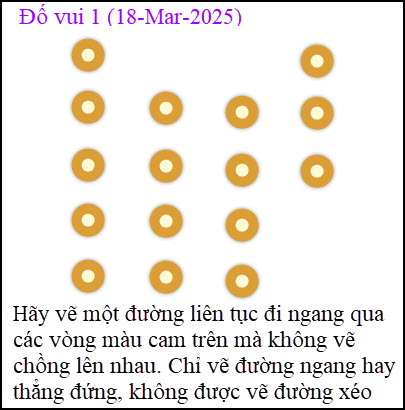 Đố vui 1 (18-Mar-2025)
Hãy vẽ một đường liên tục đi ngang qua
các vòng màu cam trên mà không vẽ
chồng lên nhau. Chỉ vẽ đường ngang hay
thẳng đứng, không được vẽ đường xéo